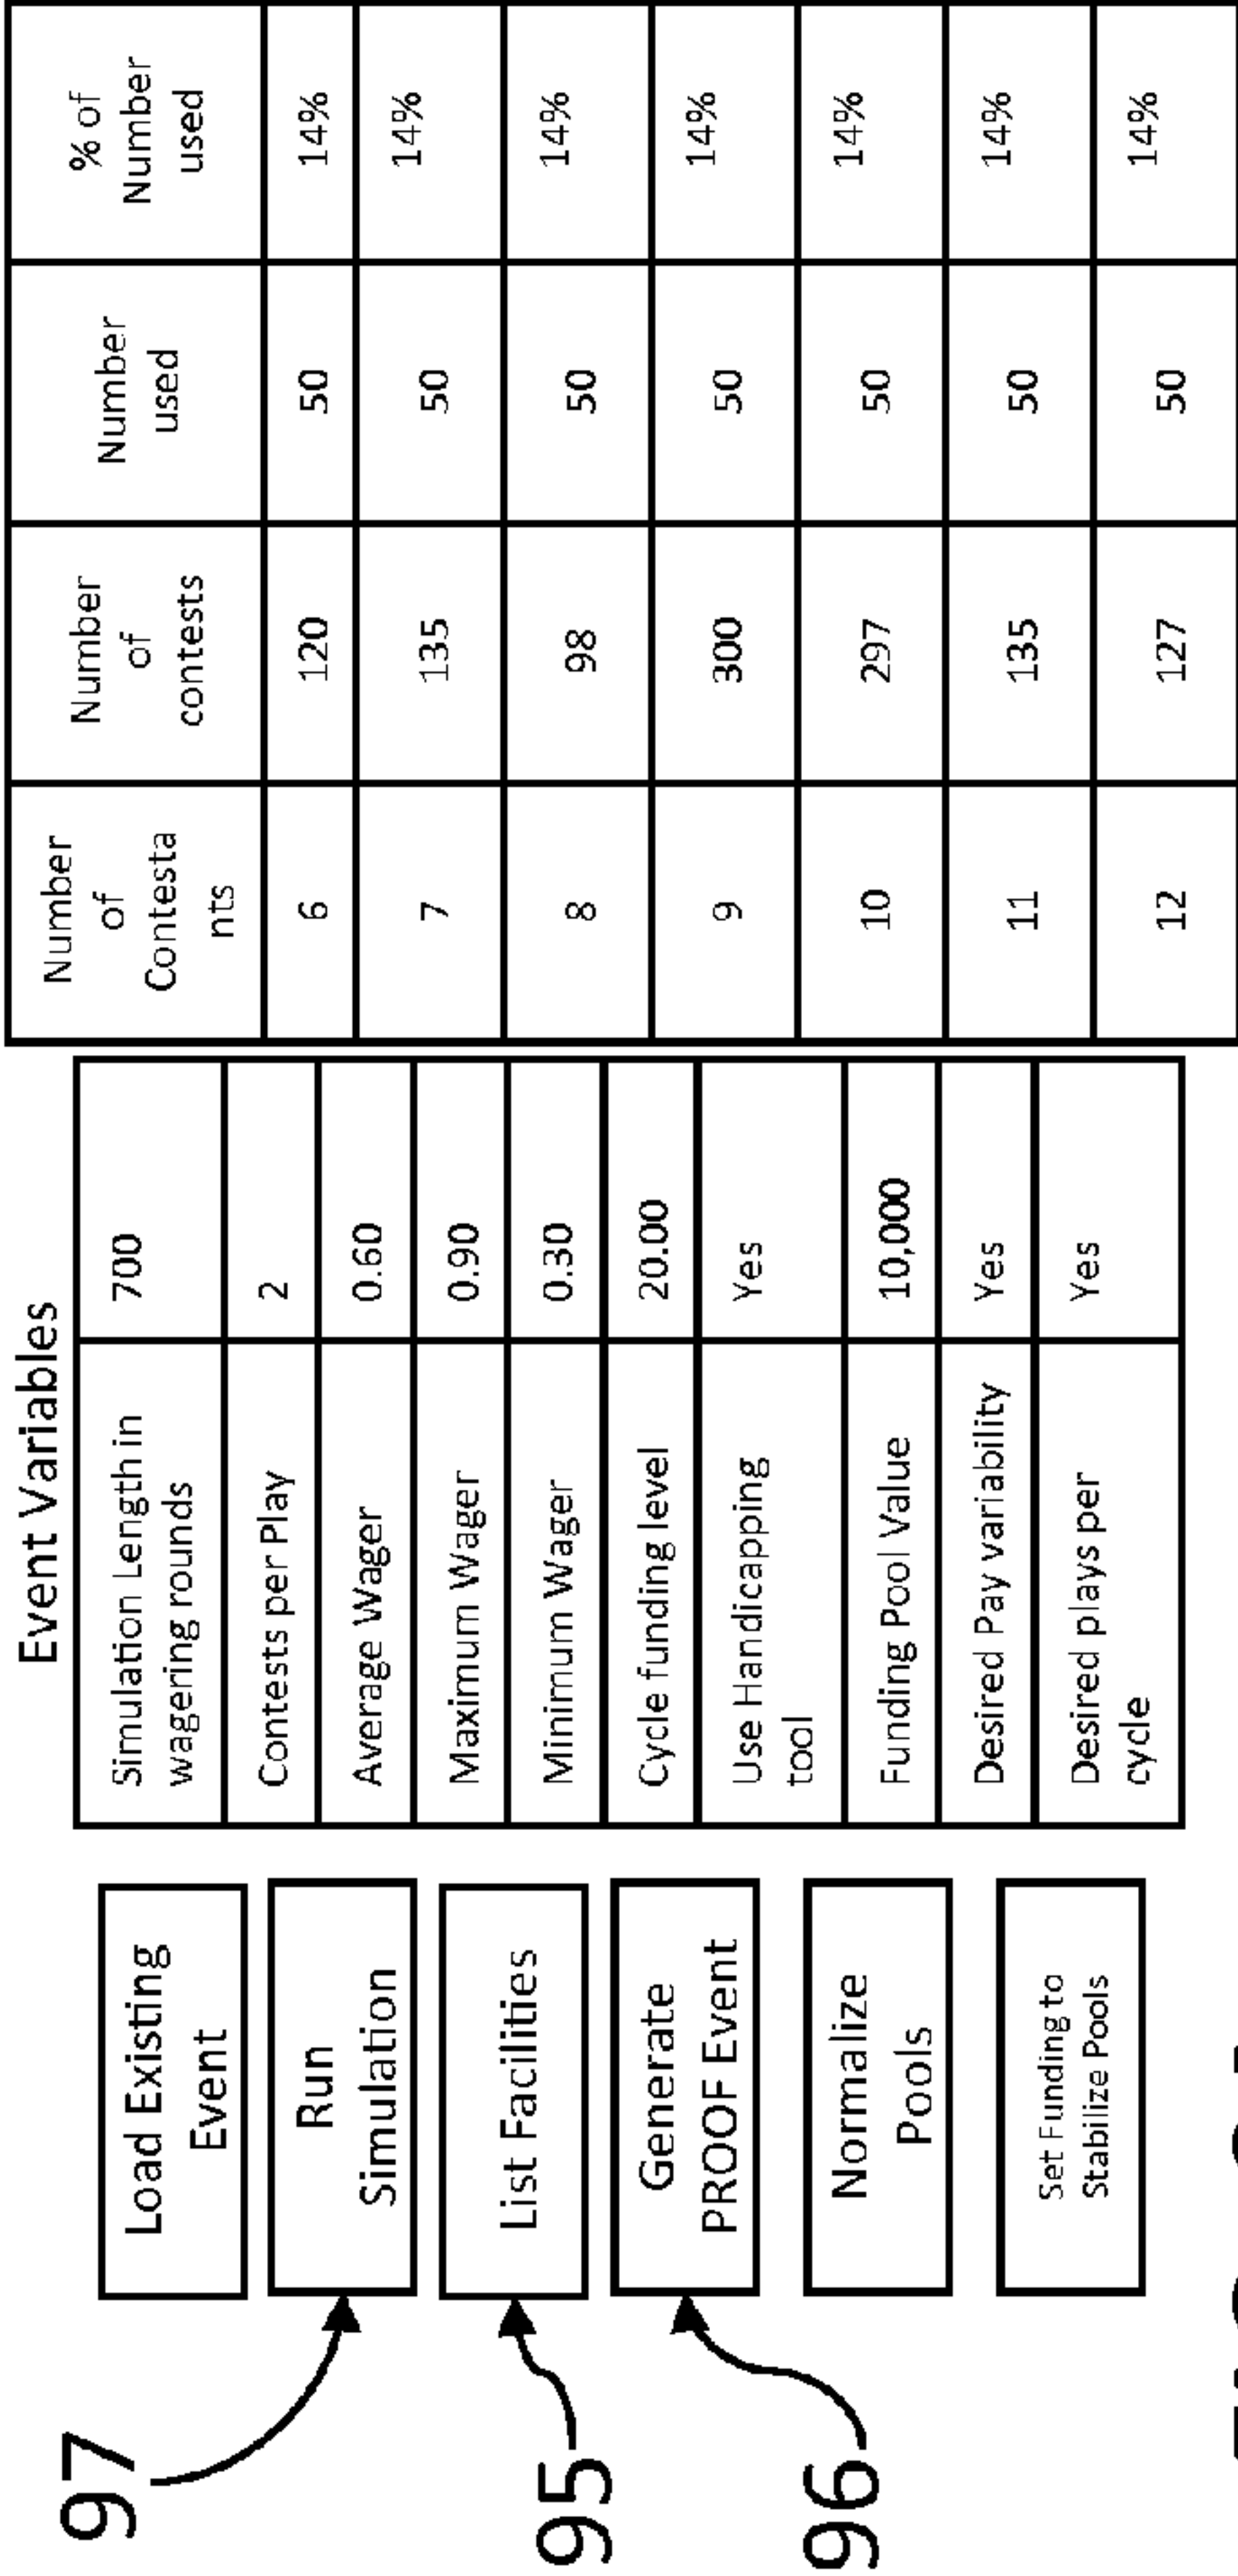 97
95
96
Load Existing
Event
Run
Simulation
List Facilities
Generate
PROOF Event
Normalize
Pools
Set Funding to
Stabilize Pools
Event Variables
Simulation Length in
wagering rounds
700
Contests per Play
2
Average Wager
0.60
Maximum Wager
0.90
Minimum Wager
0.30
Cycle funding level
20.00
Use Handicapping
tool
Yes
Funding Pool Value
10,000
Desired Pay variability
Yes
Desired plays per
cycle
Yes
Number
of
Contesta
nts
Number
of
contests
Number
used
% of
Number
used
6 120 50 14%
7 135 50 14%
8 98 50 14%
9 300 50 14%
10 297 50 14%
11 135 50 14%
12 127 50 14%